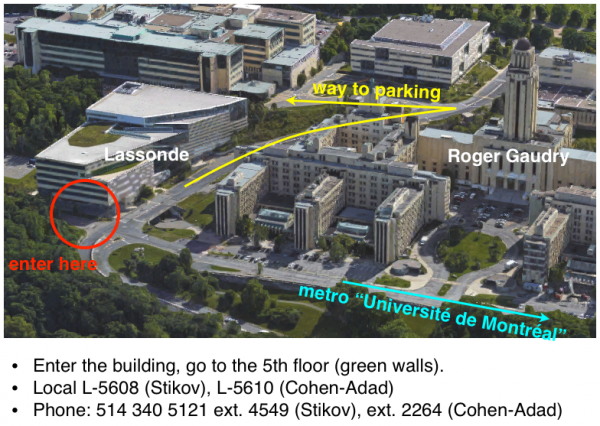 way to parking
Lassonde
Roger Gaudry
enter here
metro “Université de Montréal”
• Enter the building, go to the 5th floor (green walls).
• Local L-5608 (Stikov), L-5610 (Cohen-Adad)
• Phone: 514 340 5121 ext. 4549 (Stikov), ext. 2264 (Cohen-Adad)